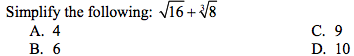 Simplify the following: √16 + ∛8
A. 4 C. 9
B. 6 D. 10